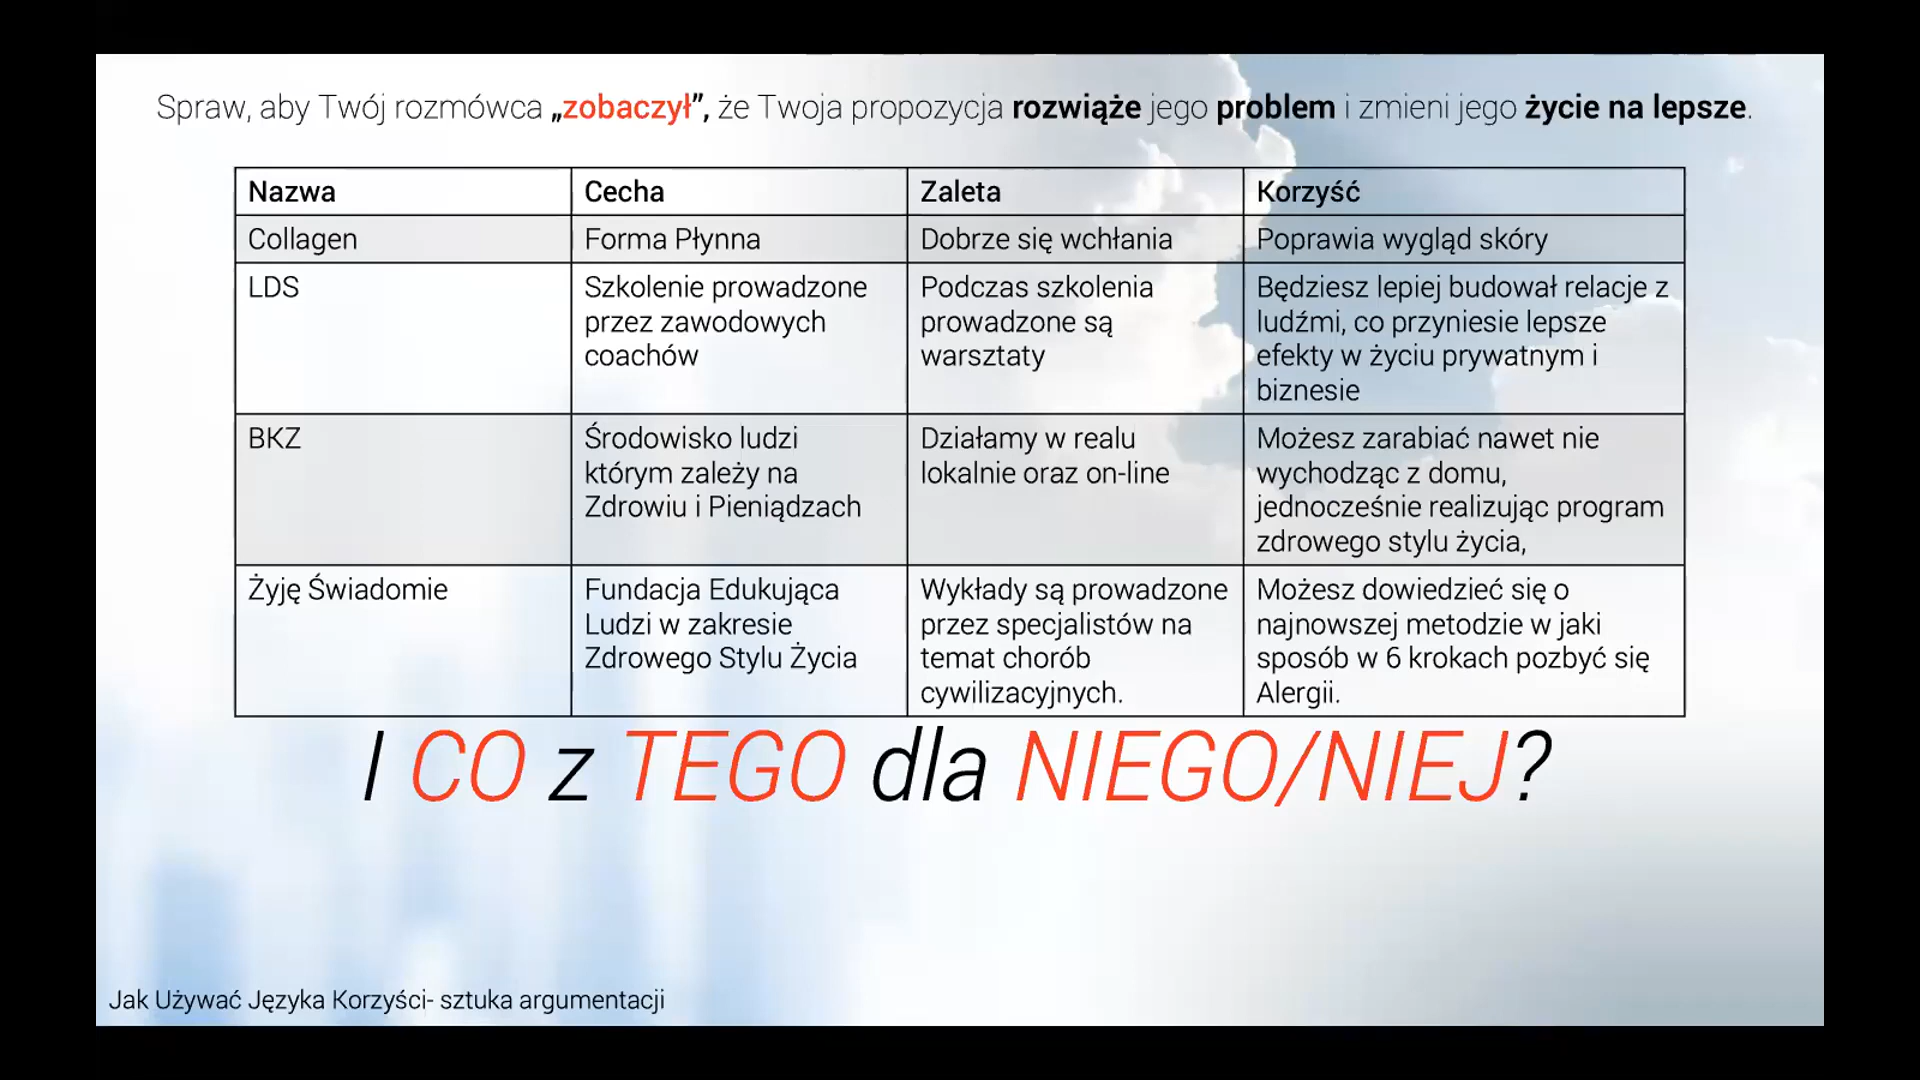 Spraw, aby Twój rozmówca „zobaczył”, że Twoja propozycja rozwiąże jego problem i zmieni jego życie na lepsze.
Nazwa Cecha Zaleta Korzyść
Collagen Forma Płynna Dobrze się wchłania Poprawia wygląd skóry
LDS
Szkolenie prowadzone
przez zawodowych
coachów
Podczas szkolenia
prowadzone są
warsztaty
Będziesz lepiej budował relacje z
ludźmi, co przyniesie lepsze
efekty w życiu prywatnym i
biznesie
BKZ
Środowisko ludzi
którym zależy na
Zdrowiu i Pieniądzach
Działamy w realu
lokalnie oraz on-line
Możesz zarabiać nawet nie
wychodząc z domu,
jednocześnie realizując program
zdrowego stylu życia,
Żyję Świadomie
Fundacja Edukująca
Ludzi w zakresie
Zdrowego Stylu Życia
Wykłady są prowadzone
przez specjalistów na
temat chorób
cywilizacyjnych.
Możesz dowiedzieć się o
najnowszej metodzie w jaki
sposób w 6 krokach pozbyć się
Alergii.
I CO z TEGO dla NIEGO/NIEJ?
Jak Używać Języka Korzyści- sztuka argumentacji